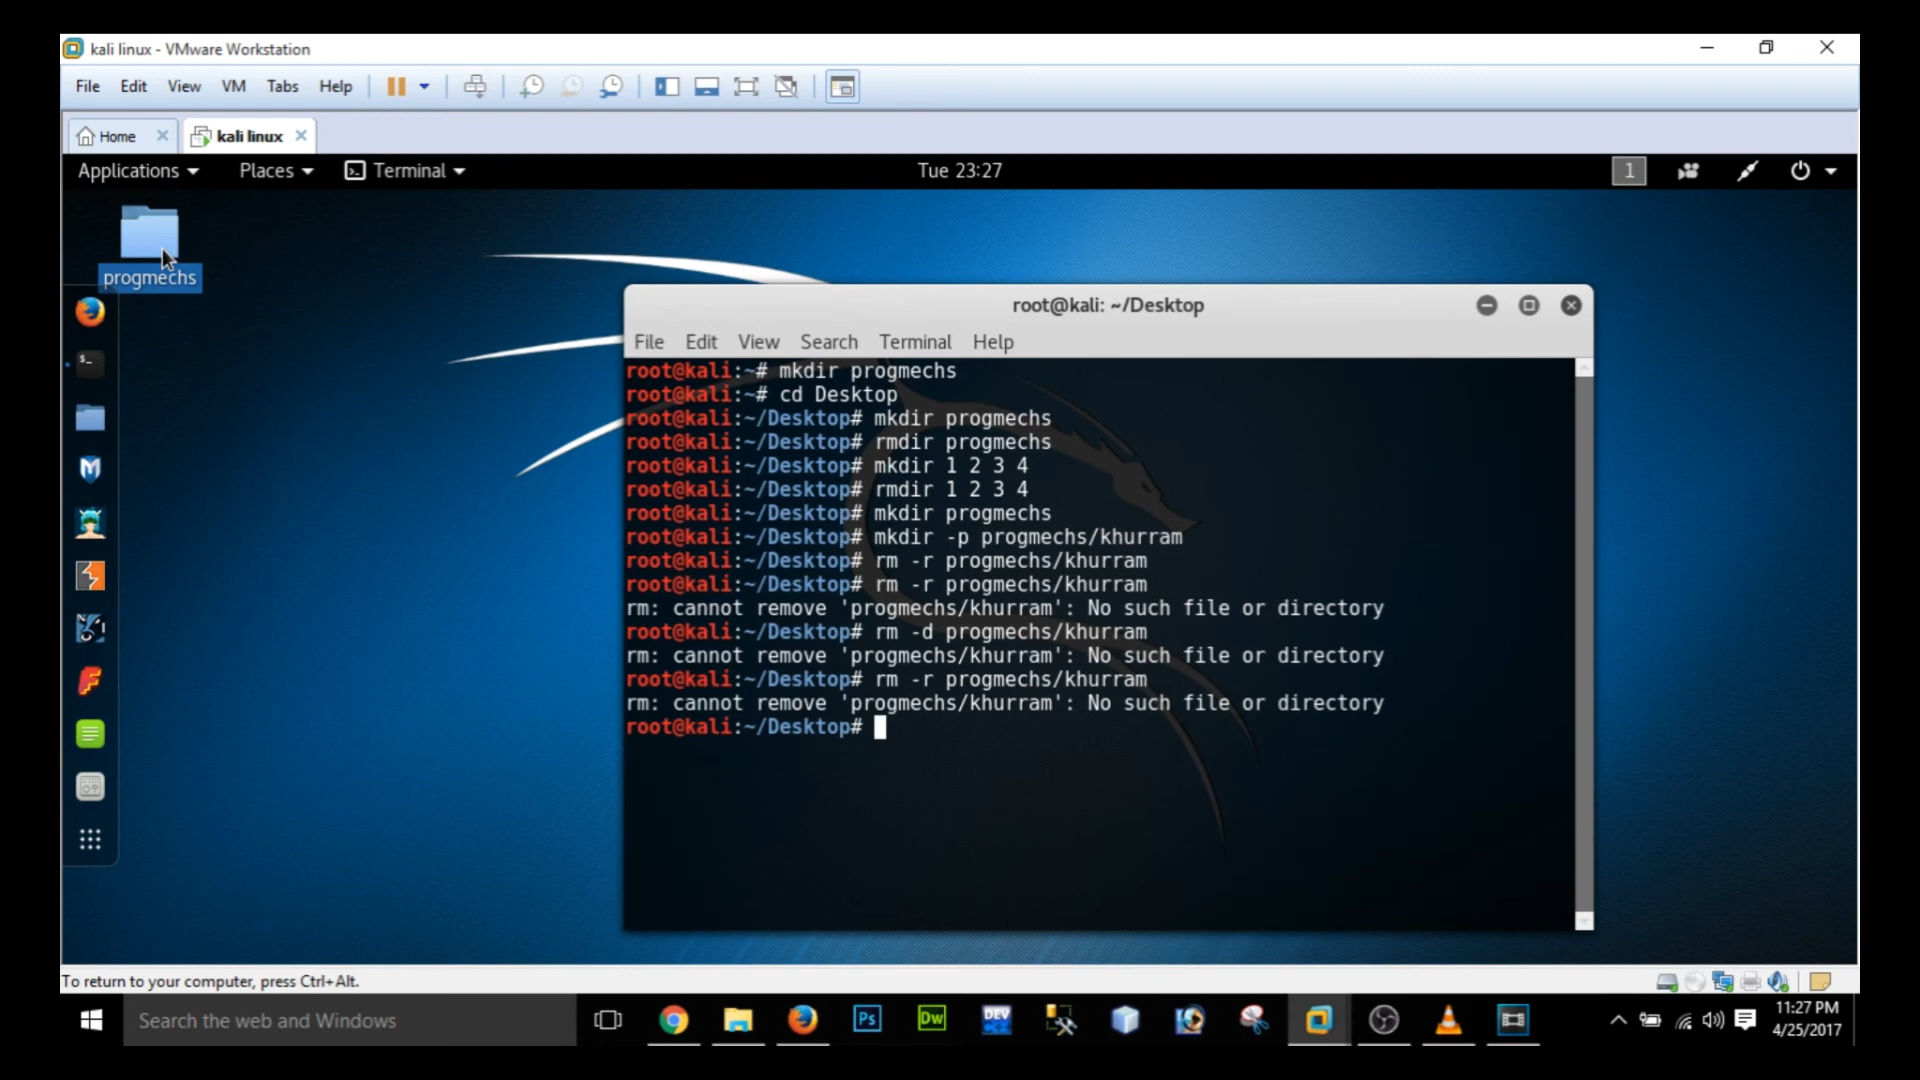 kali linux - VMware Workstation
File Edit View VM Tabs Help
Home kali linux
Applications Places Terminal Tue 23:27 1
progmechs
root@kali: ~/Desktop
File Edit View Search Terminal Help
root@kali:~# mkdir progmechs
root@kali:~# cd Desktop
root@kali:~/Desktop# mkdir progmechs
root@kali:~/Desktop# rmdir progmechs
root@kali:~/Desktop# mkdir 1 2 3 4
root@kali:~/Desktop# rmdir 1 2 3 4
root@kali:~/Desktop# mkdir progmechs
root@kali:~/Desktop# mkdir -p progmechs/khurram
root@kali:~/Desktop# rm -r progmechs/khurram
root@kali:~/Desktop# rm -r progmechs/khurram
rm: cannot remove 'progmechs/khurram': No such file or directory
root@kali:~/Desktop# rm -d progmechs/khurram
rm: cannot remove 'progmechs/khurram': No such file or directory
root@kali:~/Desktop# rm -r progmechs/khurram
rm: cannot remove 'progmechs/khurram': No such file or directory
root@kali:~/Desktop#
To return to your computer, press Ctrl+Alt.
Search the web and Windows
Ps
Dw
DEV
11:27 PM
4/25/2017